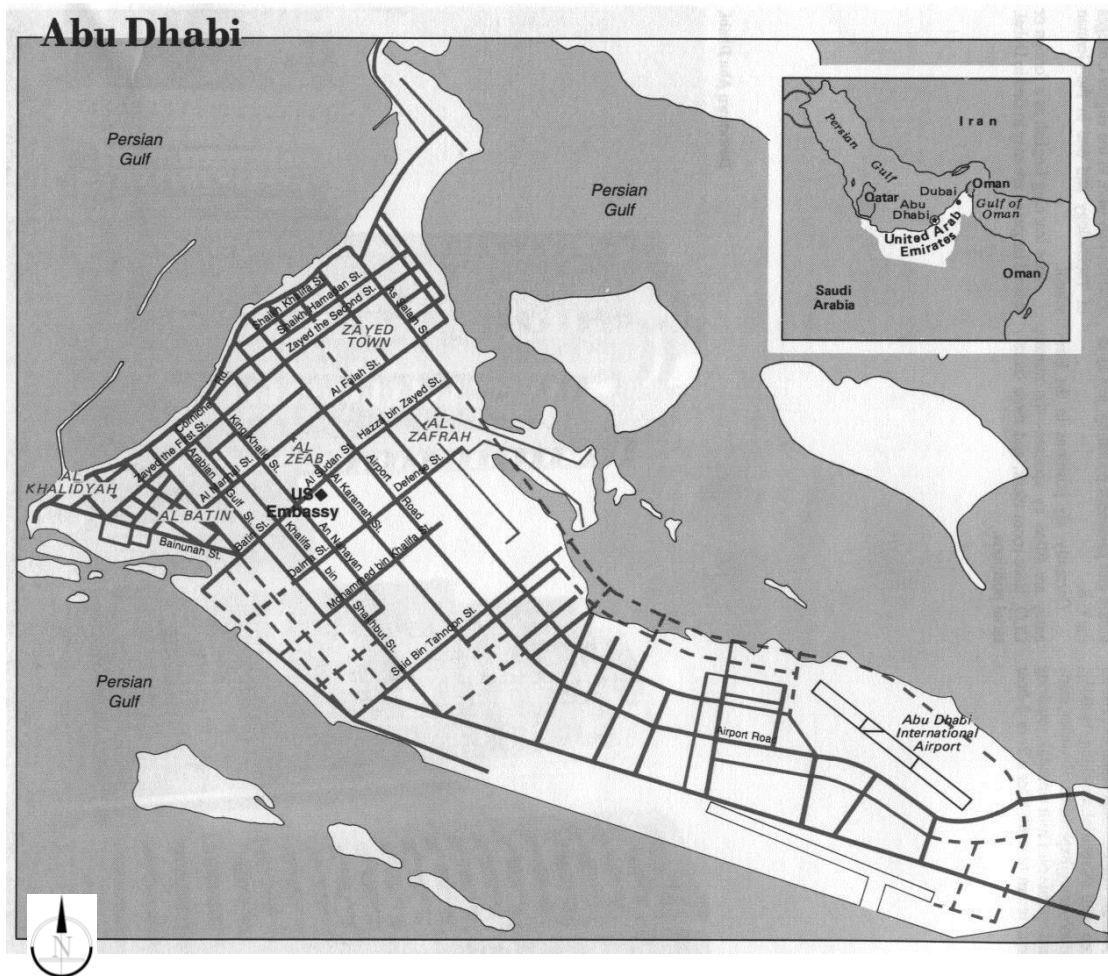 Abu Dhabi
Persian
Gulf
Persian
Gulf
Iran
Persian
Gulf
Qatar
Dubai
Oman
Abu
Dhabi
Gulf of
Oman
United Arab
Emirates
Oman
Saudi
Arabia
Shaikh Khalifa St.
Shaikh Hamadan St.
Zayed the Second St.
As Salam St.
ZAYED
TOWN
Al Falah St.
Hazza bin Zayed St.
Corniche Rd.
Zayed the First St.
King Khalid St.
AL
ZEAB
AL
ZAFRAH
Al Sudan St.
Airport Road
Defense St.
Arabian Gulf St.
Al Manhal St.
AL
KHALIDYAH
US
Embassy
Al Karamah St.
AL BATIN
Bainunah St.
Batin St.
Khalifa bin Shakhbut St.
An Nahayan
Dalma St.
Mohammed bin Khalifa St.
Said Bin Tahnoon St.
Persian
Gulf
Airport Road
Abu Dhabi
International
Airport
N